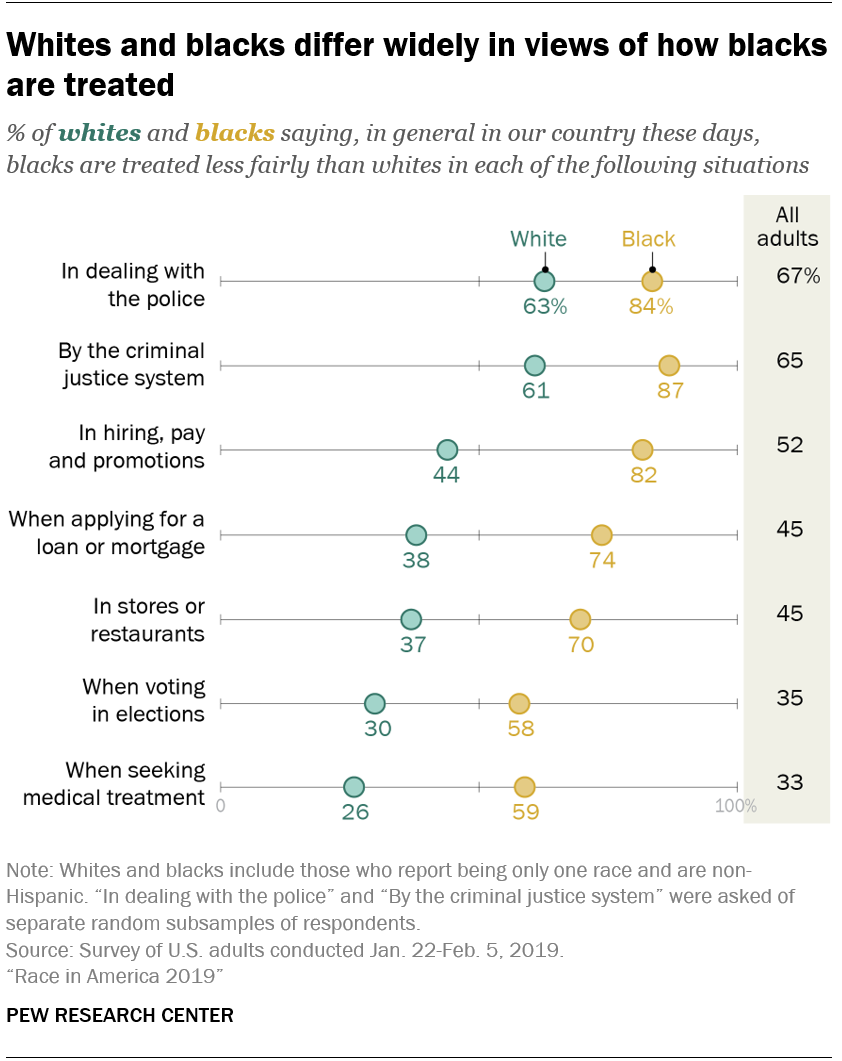 Whites and blacks differ widely in views of how blacks
are treated
% of whites and blacks saying, in general in our country these days,
blacks are treated less fairly than whites in each of the following situations
All
adults
White
Black
In dealing with
the police
63%
84%
67%
By the criminal
justice system
61
87
65
In hiring, pay
and promotions
44
82
52
When applying for a
loan or mortgage
38
74
45
In stores or
restaurants
37
70
45
When voting
in elections
30
58
35
When seeking
medical treatment
0
26
59
100%
33
Note: Whites and blacks include those who report being only one race and are non-
Hispanic. “In dealing with the police” and “By the criminal justice system” were asked of
separate random subsamples of respondents.
Source: Survey of U.S. adults conducted Jan. 22-Feb. 5, 2019.
“Race in America 2019”
PEW RESEARCH CENTER